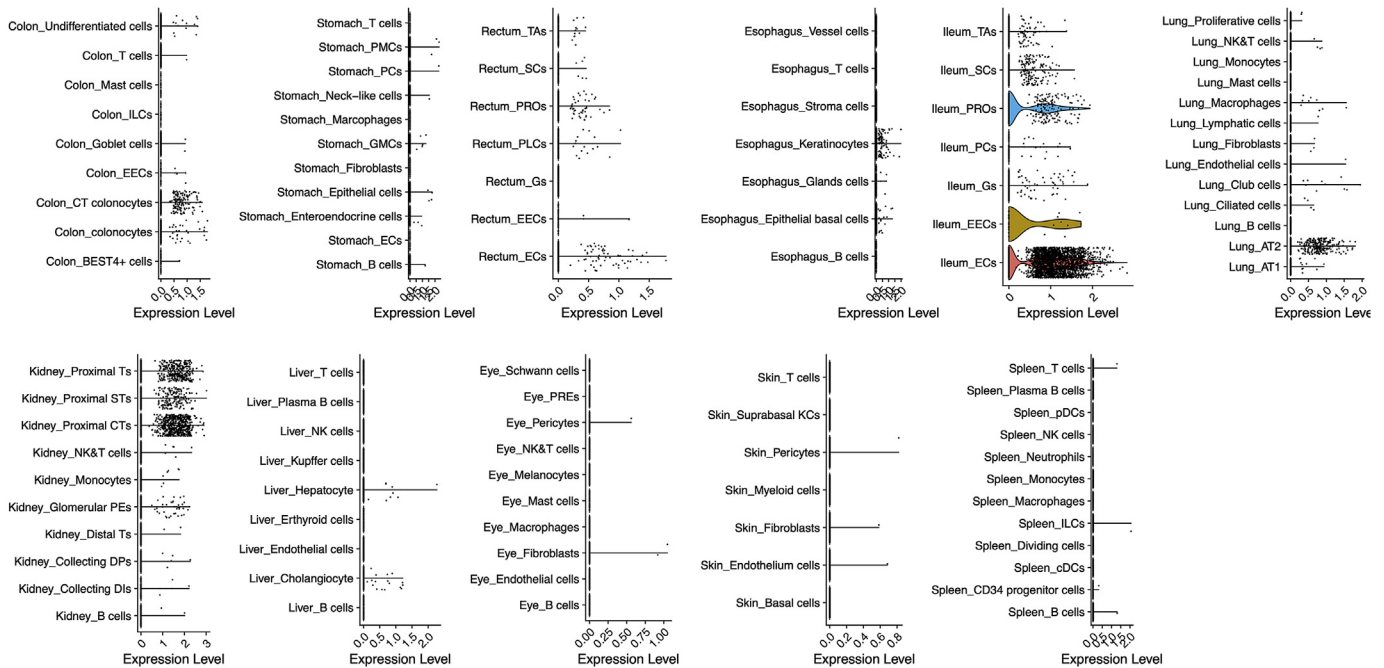 Colon_Undifferentiated cells
Colon_T cells
Colon_Mast cells
Colon_ILCs
Colon_Goblet cells
Colon_EECs
Colon_CT colonocytes
Colon_colonocytes
Colon_BEST4+ cells
0.0 0.5 1.0 1.5
Expression Level
Stomach_T cells
Stomach_PMCs
Stomach_PCs
Stomach_Neck−like cells
Stomach_Marcophages
Stomach_GMCs
Stomach_Fibroblasts
Stomach_Epithelial cells
Stomach_Enteroendocrine cells
Stomach_ECs
Stomach_B cells
Expression Level
Rectum_TAs
Rectum_SCs
Rectum_PROs
Rectum_PLCs
Rectum_Gs
Rectum_EECs
Rectum_ECs
0.0 0.5 1.0 1.5
Expression Level
Esophagus_Vessel cells
Esophagus_T cells
Esophagus_Stroma cells
Esophagus_Keratinocytes
Esophagus_Glands cells
Esophagus_Epithelial basal cells
Esophagus_B cells
Expression Level
Ileum_TAs
Ileum_SCs
Ileum_PROs
Ileum_PCs
Ileum_Gs
Ileum_EECs
Ileum_ECs
0 1 2
Expression Level
Lung_Proliferative cells
Lung_NK&T cells
Lung_Monocytes
Lung_Mast cells
Lung_Macrophages
Lung_Lymphatic cells
Lung_Fibroblasts
Lung_Endothelial cells
Lung_Club cells
Lung_Ciliated cells
Lung_B cells
Lung_AT2
Lung_AT1
0.0 0.5 1.0 1.5 2.0
Expression Leve
Kidney_Proximal Ts
Kidney_Proximal STs
Kidney_Proximal CTs
Kidney_NK&T cells
Kidney_Monocytes
Kidney_Glomerular PEs
Kidney_Distal Ts
Kidney_Collecting DPs
Kidney_Collecting DIs
Kidney_B cells
0 1 2 3
Expression Level
Liver_T cells
Liver_Plasma B cells
Liver_NK cells
Liver_Kupffer cells
Liver_Hepatocyte
Liver_Erthyroid cells
Liver_Endothelial cells
Liver_Cholangiocyte
Liver_B cells
0.0 0.5 1.0 1.5 2.0
Expression Level
Eye_Schwann cells
Eye_PREs
Eye_Pericytes
Eye_NK&T cells
Eye_Melanocytes
Eye_Mast cells
Eye_Macrophages
Eye_Fibroblasts
Eye_Endothelial cells
Eye_B cells
0.00 0.25 0.50 0.75 1.00
Expression Level
Skin_T cells
Skin_Suprabasal KCs
Skin_Pericytes
Skin_Myeloid cells
Skin_Fibroblasts
Skin_Endothelium cells
Skin_Basal cells
0.0 0.2 0.4 0.6 0.8
Expression Level
Spleen_T cells
Spleen_Plasma B cells
Spleen_pDCs
Spleen_NK cells
Spleen_Neutrophils
Spleen_Monocytes
Spleen_Macrophages
Spleen_ILCs
Spleen_Dividing cells
Spleen_cDCs
Spleen_CD34 progenitor cells
Spleen_B cells
Expression Level